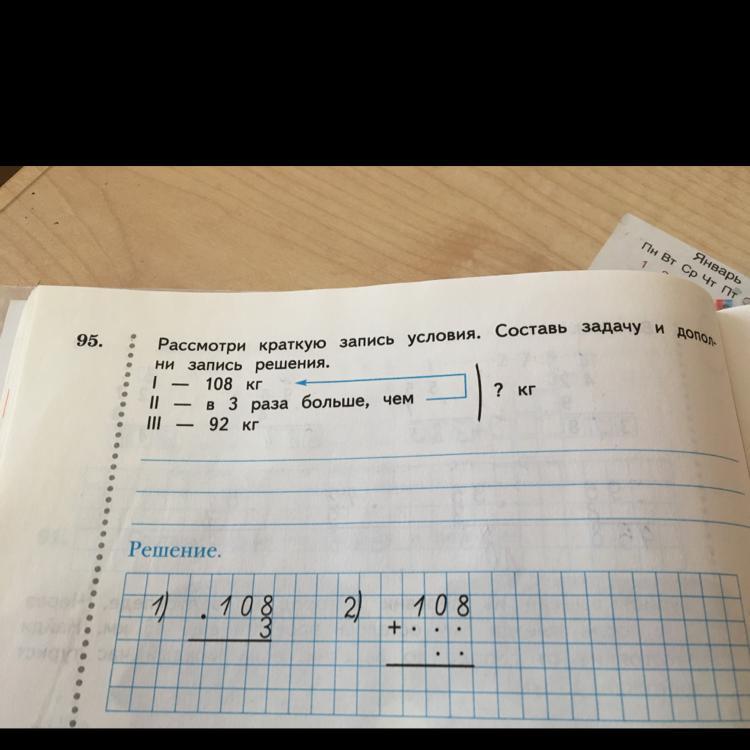 Январь
Пн Вт Ср Чт Пт
1
95.
Рассмотри краткую запись условия. Составь задачу и допол-
ни запись решения.
I — 108 кг
II — в 3 раза больше, чем
III — 92 кг
? кг
Решение.
1) . 108
3
2) 108
+ . . .
. .